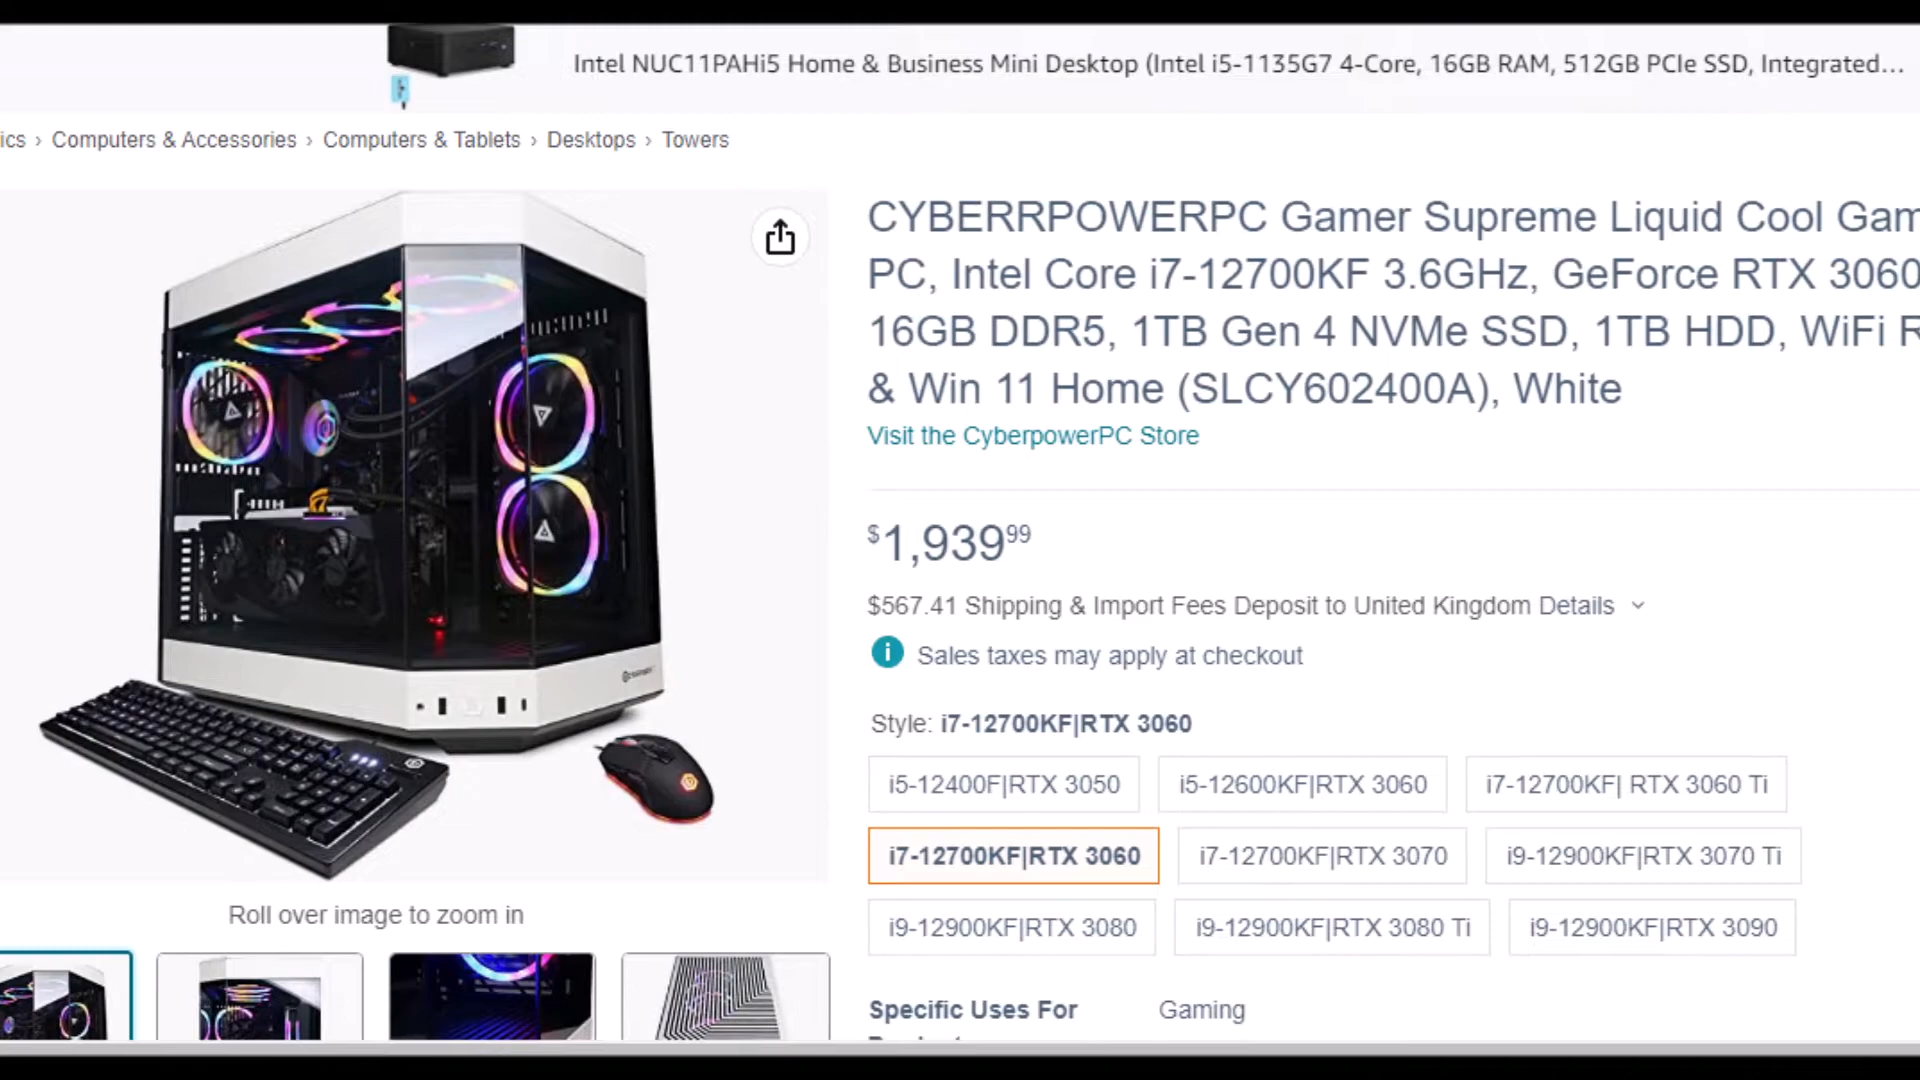 Intel NUC11PAHi5 Home & Business Mini Desktop (Intel i5-1135G7 4-Core, 16GB RAM, 512GB PCIe SSD, Integrated...
ics › Computers & Accessories › Computers & Tablets › Desktops › Towers
CYBERRPOWERPC Gamer Supreme Liquid Cool Gam
PC, Intel Core i7-12700KF 3.6GHz, GeForce RTX 3060
16GB DDR5, 1TB Gen 4 NVMe SSD, 1TB HDD, WiFi R
& Win 11 Home (SLCY602400A), White
Visit the CyberpowerPC Store
$1,93999
$567.41 Shipping & Import Fees Deposit to United Kingdom Details
Sales taxes may apply at checkout
Style: i7-12700KF|RTX 3060
i5-12400F|RTX 3050 i5-12600KF|RTX 3060 i7-12700KF| RTX 3060 Ti
i7-12700KF|RTX 3060 i7-12700KF|RTX 3070 i9-12900KF|RTX 3070 Ti
i9-12900KF|RTX 3080 i9-12900KF|RTX 3080 Ti i9-12900KF|RTX 3090
Roll over image to zoom in
Specific Uses For Gaming